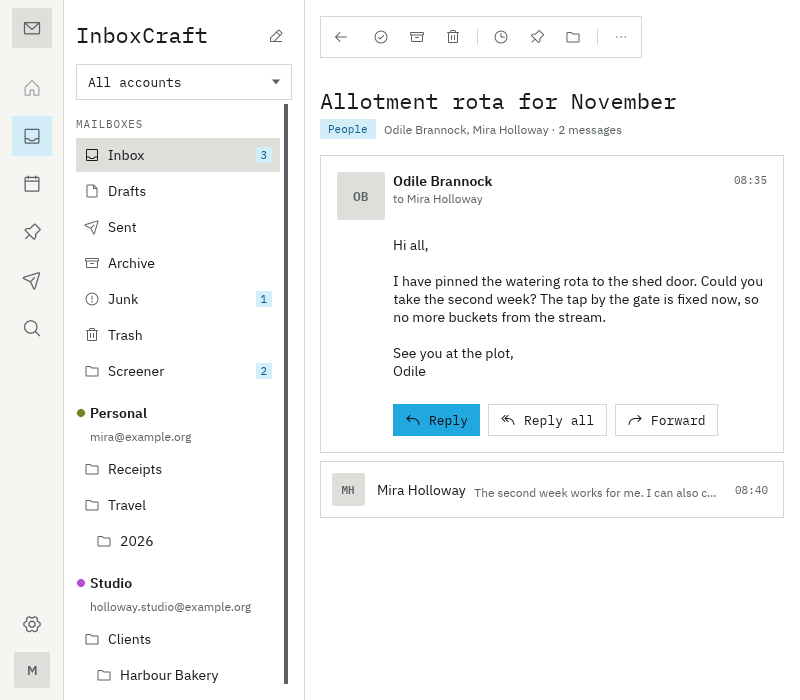 InboxCraft
All accounts
MAILBOXES
Inbox 3
Drafts
Sent
Archive
Junk 1
Trash
Screener 2
Personal
mira@example.org
Receipts
Travel
2026
Studio
holloway.studio@example.org
Clients
Harbour Bakery
M
Allotment rota for November
People Odile Brannock, Mira Holloway · 2 messages
OB
Odile Brannock 08:35
to Mira Holloway
Hi all,
I have pinned the watering rota to the shed door. Could you
take the second week? The tap by the gate is fixed now, so
no more buckets from the stream.
See you at the plot,
Odile
Reply Reply all Forward
MH Mira Holloway The second week works for me. I can also c... 08:40